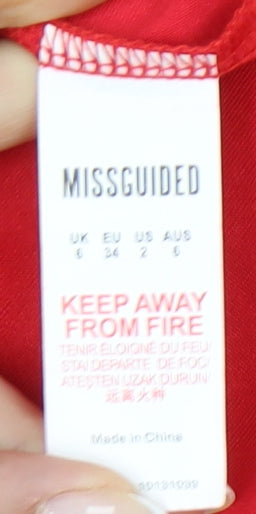 MISSGUIDED
UK EU US AUS
6 34 2 6
KEEP AWAY
FROM FIRE
TENIR ÉLOIGNÉ DU FEU/
STAI DEPARTE DE FOC/
ATEŞTEN UZAK DURUN/
远离火种
Made in China